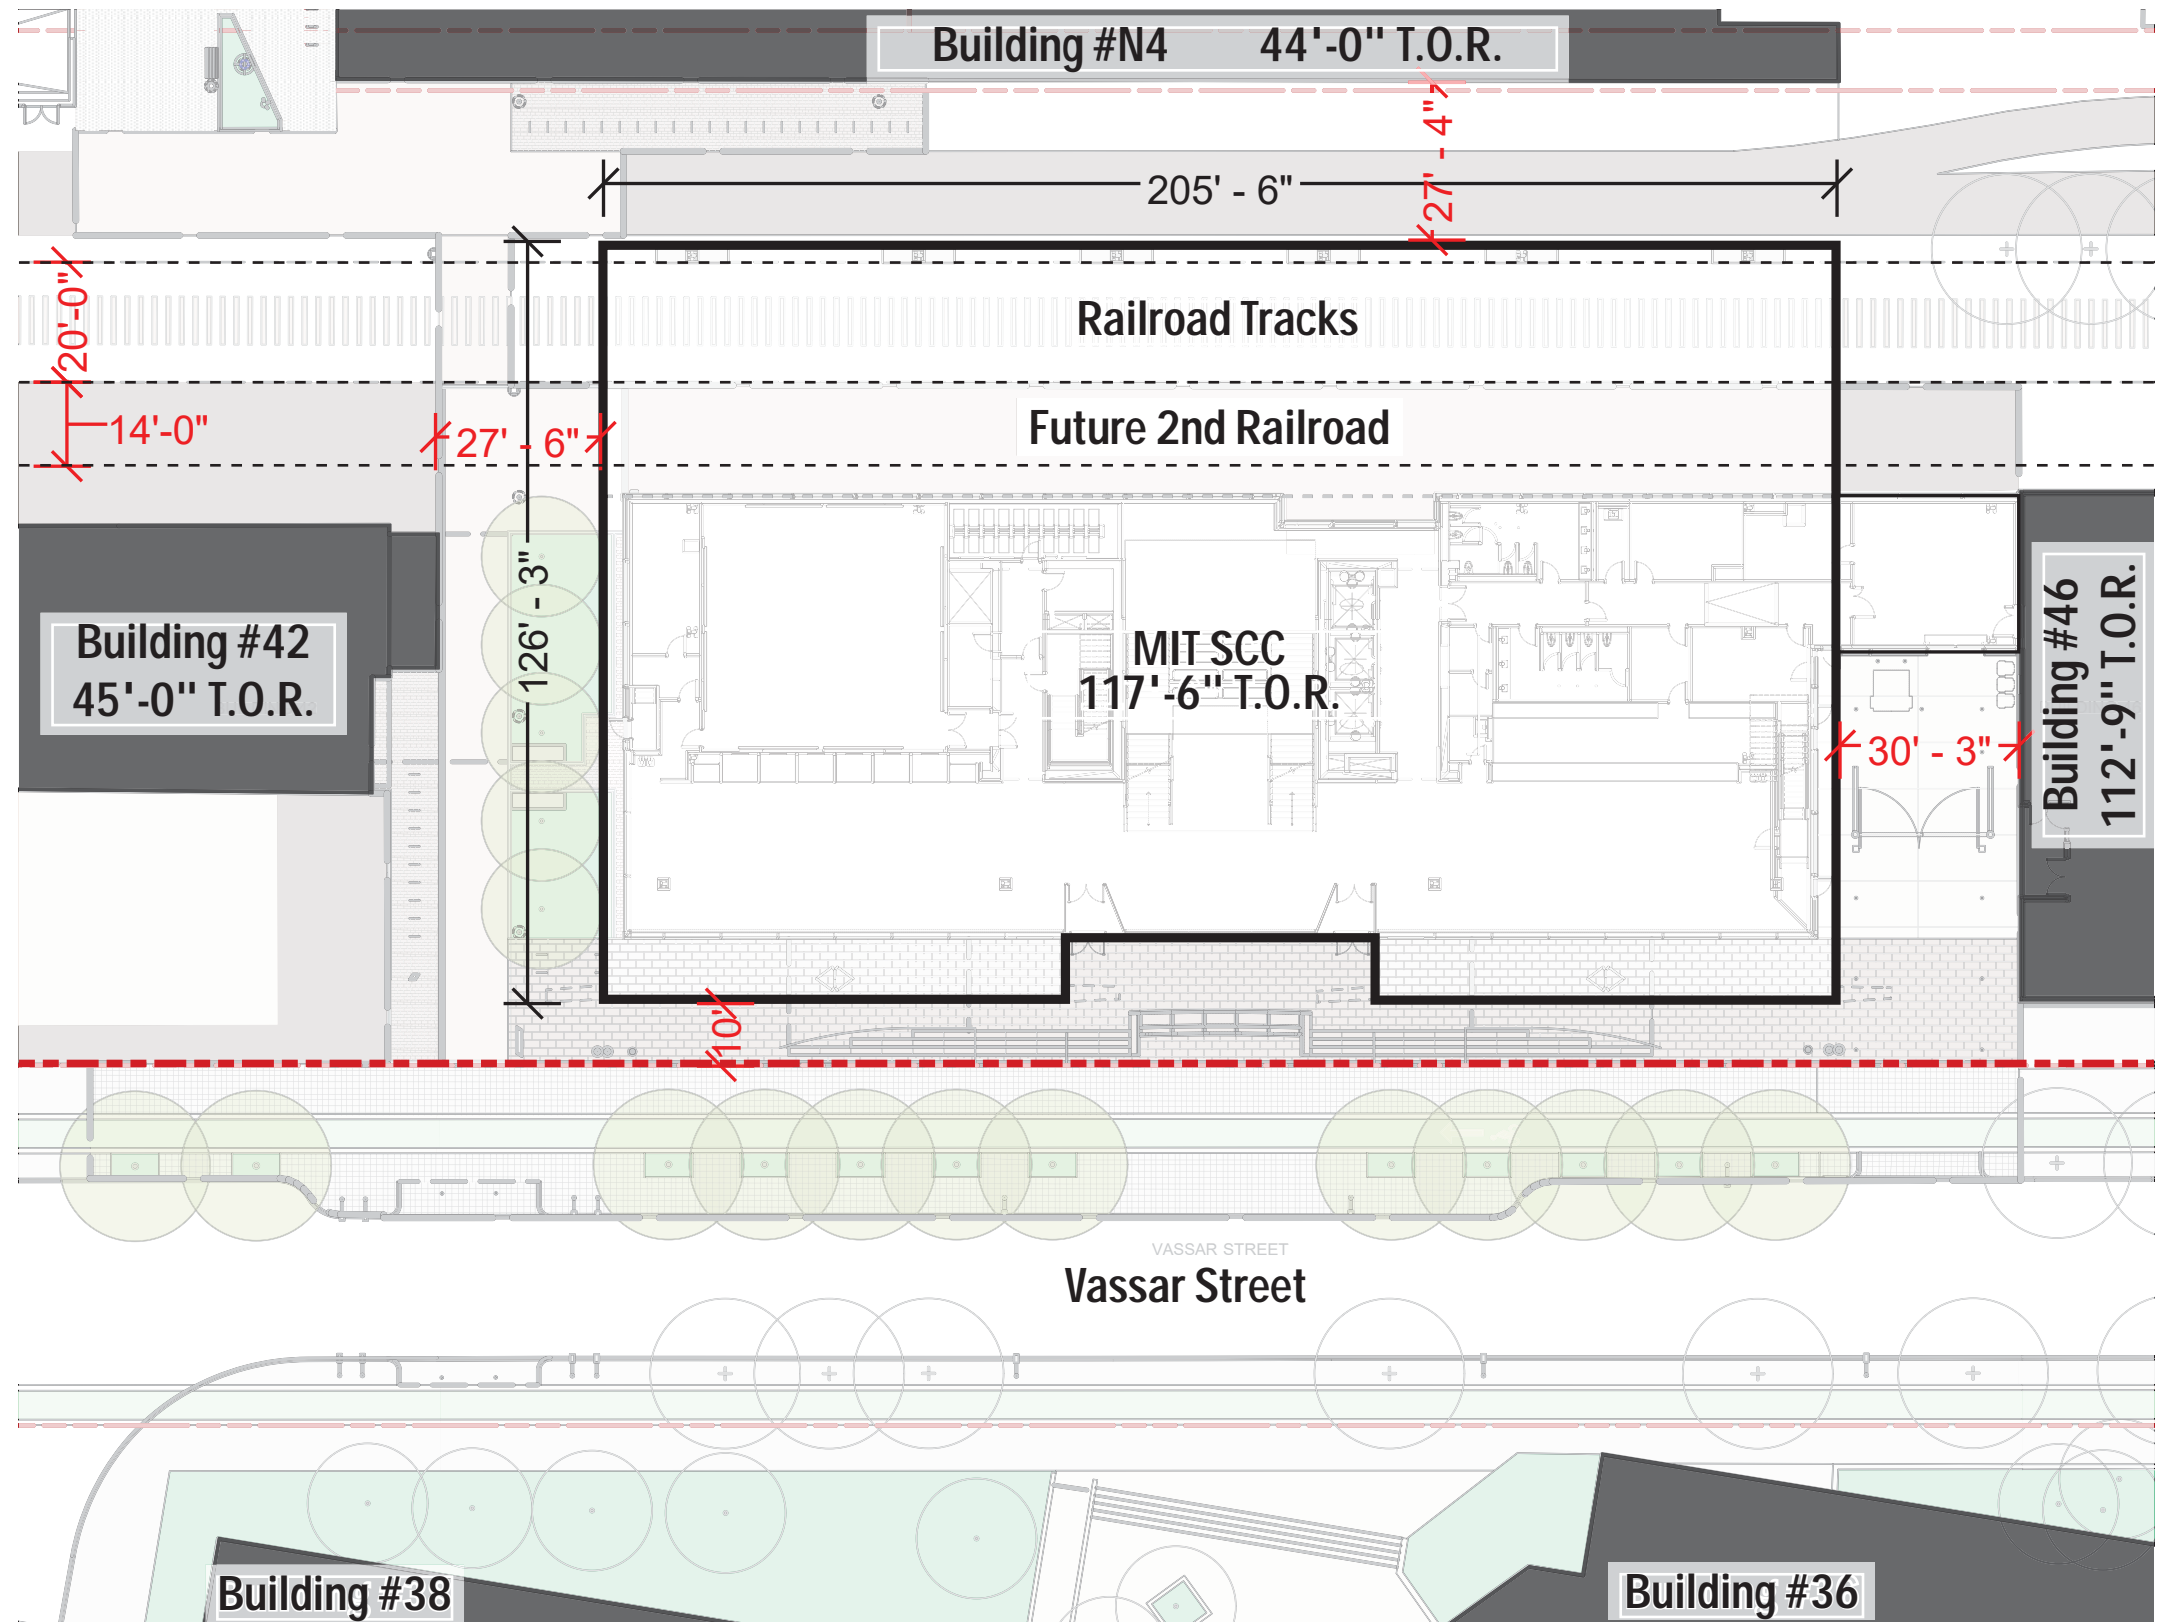 Building #N4 44'-0" T.O.R.
27' - 4"
205' - 6"
20'-0"
Railroad Tracks
14'-0"
27' - 6"
Future 2nd Railroad
126' - 3"
Building #42
45'-0" T.O.R.
MIT SCC
117'-6" T.O.R.
30' - 3"
Building #46
112'-9" T.O.R.
10'
VASSAR STREET
Vassar Street
Building #38
Building #36